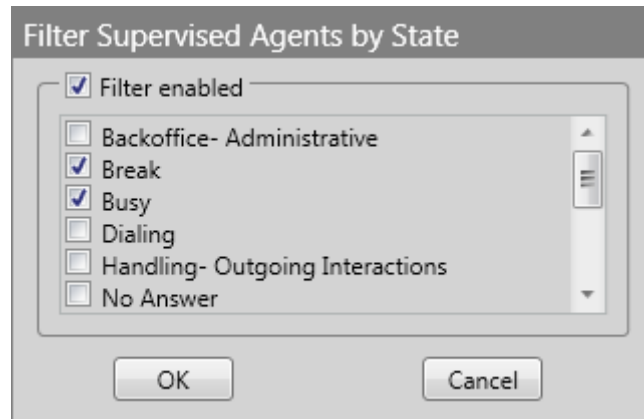 Filter Supervised Agents by State
Filter enabled
Backoffice- Administrative
Break
Busy
Dialing
Handling- Outgoing Interactions
No Answer
OK
Cancel